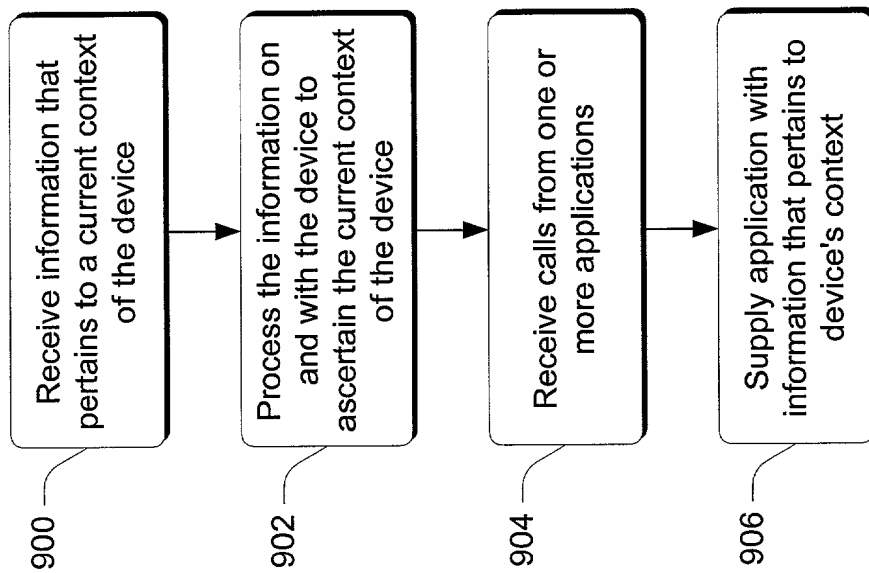 900
Receive information that
pertains to a current context
of the device
902
Process the information on
and with the device to
ascertain the current context
of the device
904
Receive calls from one or
more applications
906
Supply application with
information that pertains to
device's context